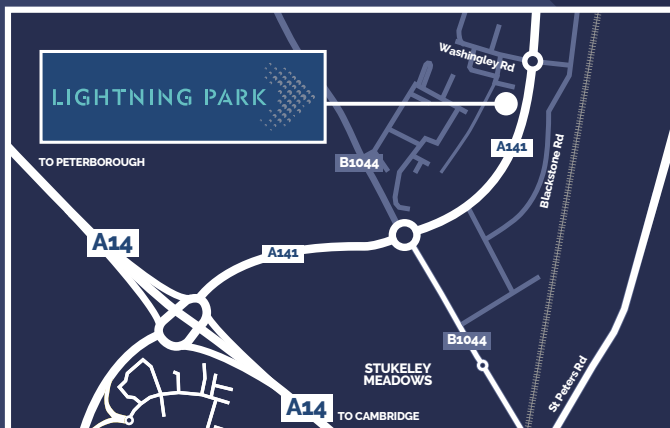 Washingley Rd
LIGHTNING PARK
A141
B1044
TO PETERBOROUGH
Blackstone Rd
A14
A141
B1044
STUKELEY
MEADOWS
St Peters Rd
A14
TO CAMBRIDGE